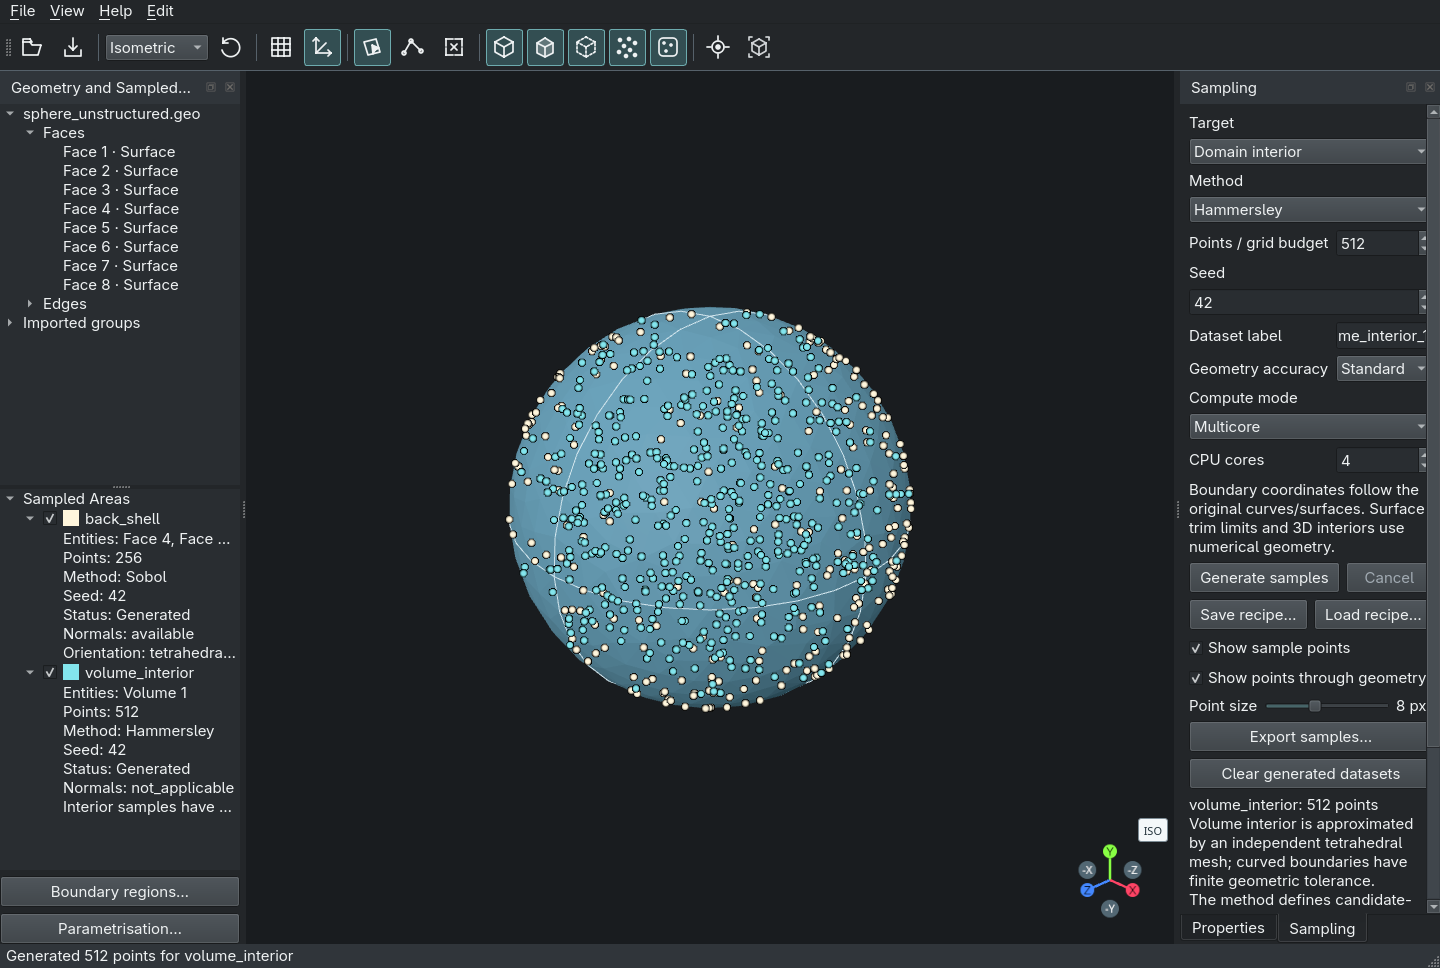 File View Help Edit
Isometric
Geometry and Sampled...
sphere_unstructured.geo
Faces
Face 1 · Surface
Face 2 · Surface
Face 3 · Surface
Face 4 · Surface
Face 5 · Surface
Face 6 · Surface
Face 7 · Surface
Face 8 · Surface
Edges
Imported groups
Sampled Areas
back_shell
Entities: Face 4, Face ...
Points: 256
Method: Sobol
Seed: 42
Status: Generated
Normals: available
Orientation: tetrahedra...
volume_interior
Entities: Volume 1
Points: 512
Method: Hammersley
Seed: 42
Status: Generated
Normals: not_applicable
Interior samples have ...
Boundary regions...
Parametrisation...
Generated 512 points for volume_interior
ISO
Y
-X -Z
Z X
-Y
Sampling
Target
Domain interior
Method
Hammersley
Points / grid budget 512
Seed
42
Dataset label me_interior_
Geometry accuracy Standard
Compute mode
Multicore
CPU cores 4
Boundary coordinates follow the
original curves/surfaces. Surface
trim limits and 3D interiors use
numerical geometry.
Generate samples Cancel
Save recipe... Load recipe...
Show sample points
Show points through geometry
Point size 8 px
Export samples...
Clear generated datasets
volume_interior: 512 points
Volume interior is approximated
by an independent tetrahedral
mesh; curved boundaries have
finite geometric tolerance.
The method defines candidate-
Properties Sampling